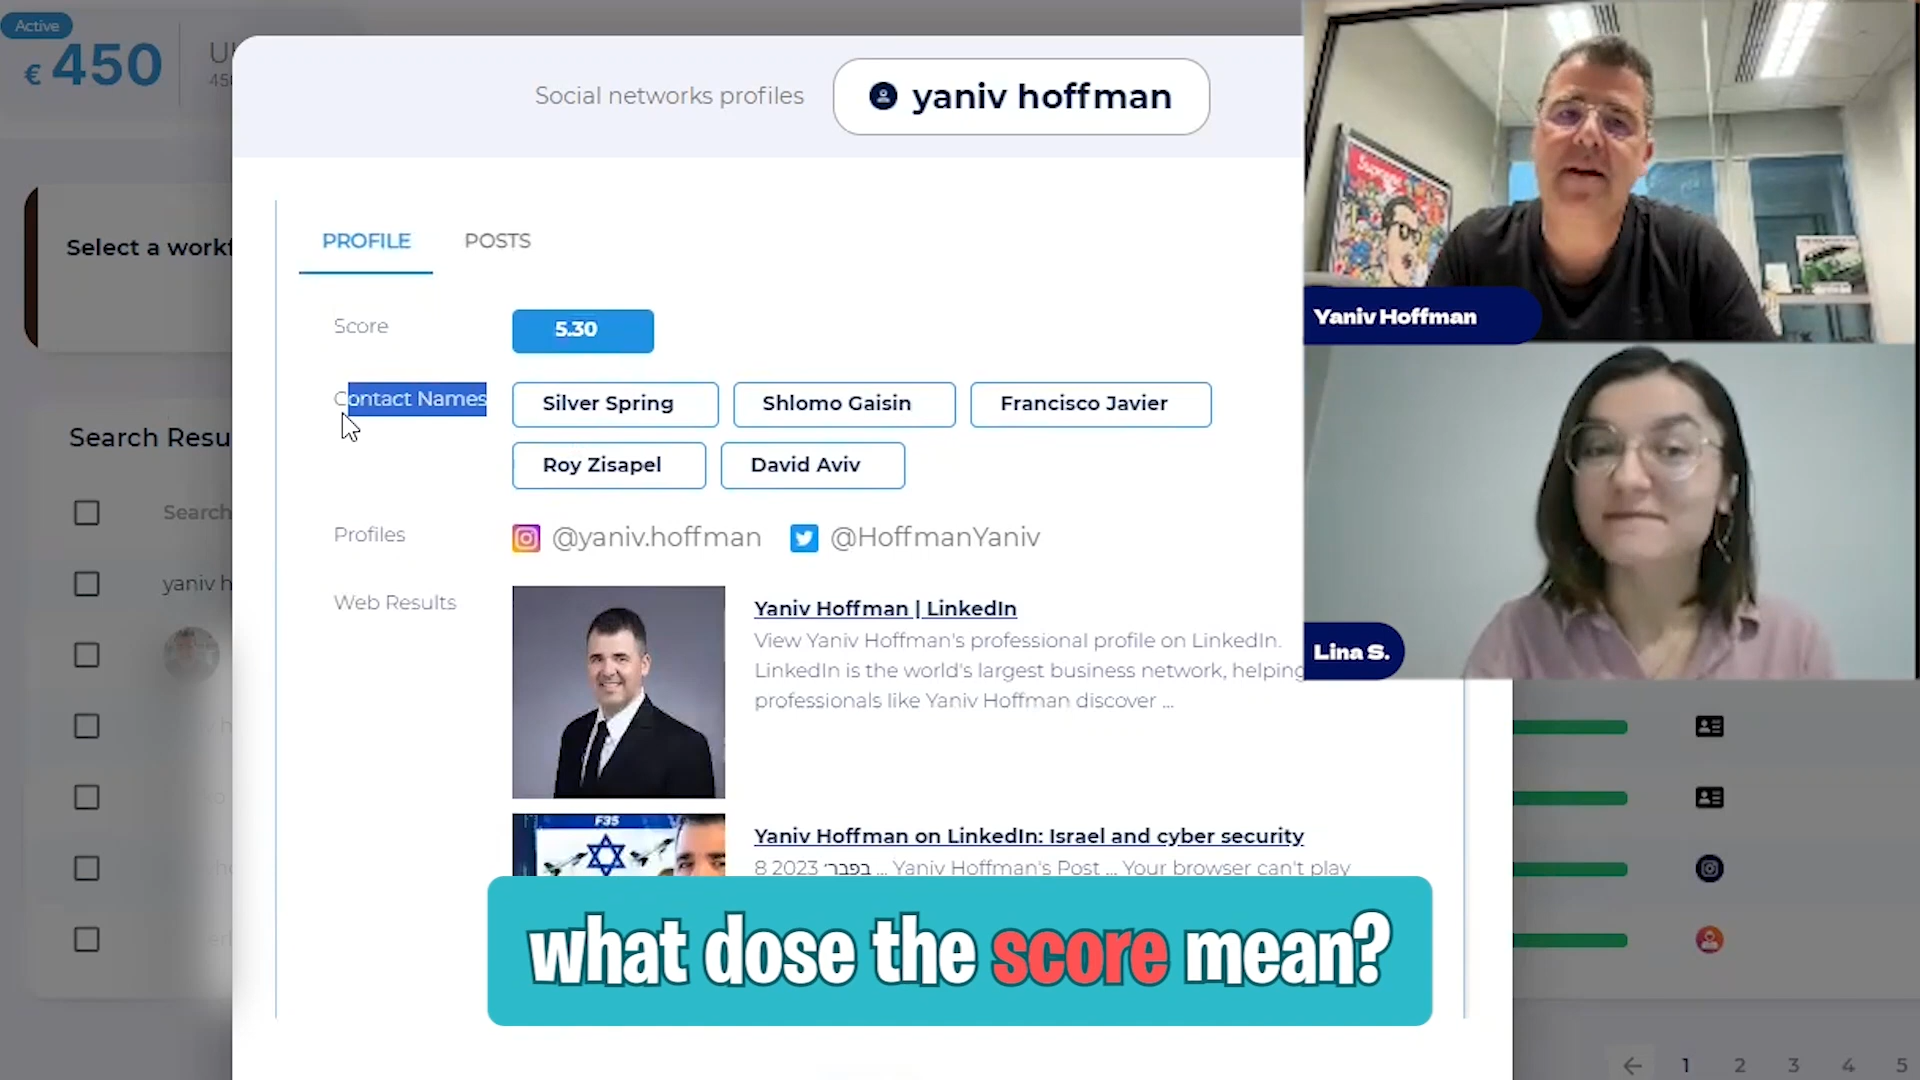 Active
€ 450
Social networks profiles
yaniv hoffman
Select a workf
PROFILE
POSTS
Score
5.30
Contact Names
Silver Spring
Shlomo Gaisin
Francisco Javier
Roy Zisapel
David Aviv
Profiles
@yaniv.hoffman
@HoffmanYaniv
Web Results
Yaniv Hoffman | LinkedIn
View Yaniv Hoffman's professional profile on LinkedIn.
LinkedIn is the world's largest business network, helping
professionals like Yaniv Hoffman discover ...
F35
Yaniv Hoffman on LinkedIn: Israel and cyber security
8 2023 בפבר׳ ... Yaniv Hoffman's Post ... Your browser can't play
Search Resu
Search
yaniv h
Yaniv Hoffman
Lina S.
what dose the score mean?
1 2 3 4 5